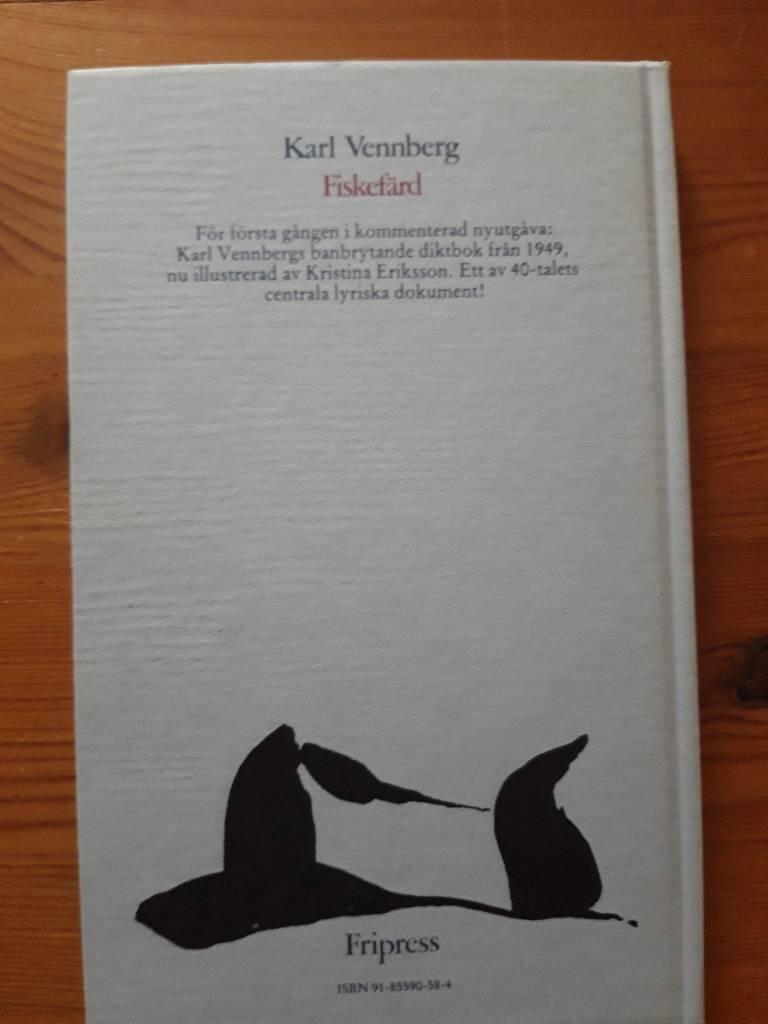 Karl Vennberg
Fiskefärd
För första gången i kommenterad nyutgåva:
Karl Vennbergs banbrytande diktbok från 1949,
nu illustrerad av Kristina Eriksson. Ett av 40-talets
centrala lyriska dokument!
Fripress
ISBN 91-85590-58-4